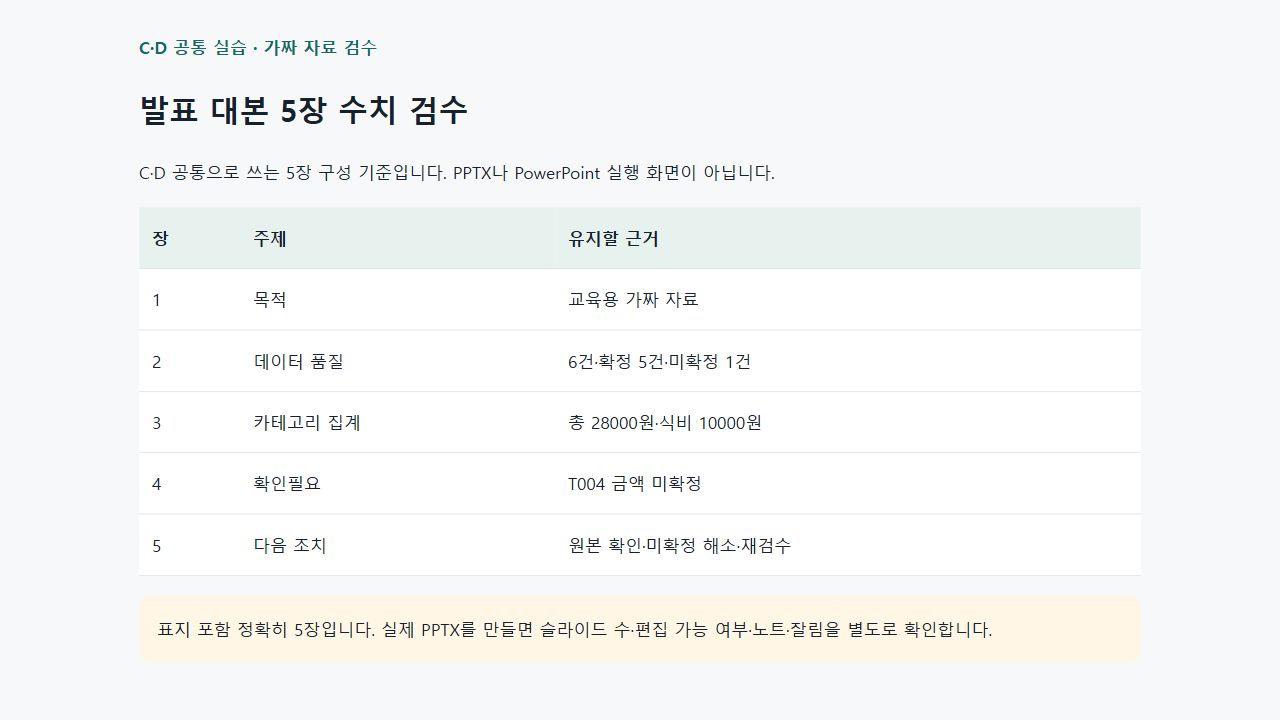 C·D 공통 실습 · 가짜 자료 검수
발표 대본 5장 수치 검수
C·D 공통으로 쓰는 5장 구성 기준입니다. PPTX나 PowerPoint 실행 화면이 아닙니다.
장 주제 유지할 근거
1 목적 교육용 가짜 자료
2 데이터 품질 6건·확정 5건·미확정 1건
3 카테고리 집계 총 28000원·식비 10000원
4 확인필요 T004 금액 미확정
5 다음 조치 원본 확인·미확정 해소·재검수
표지 포함 정확히 5장입니다. 실제 PPTX를 만들면 슬라이드 수·편집 가능 여부·노트·잘림을 별도로 확인합니다.